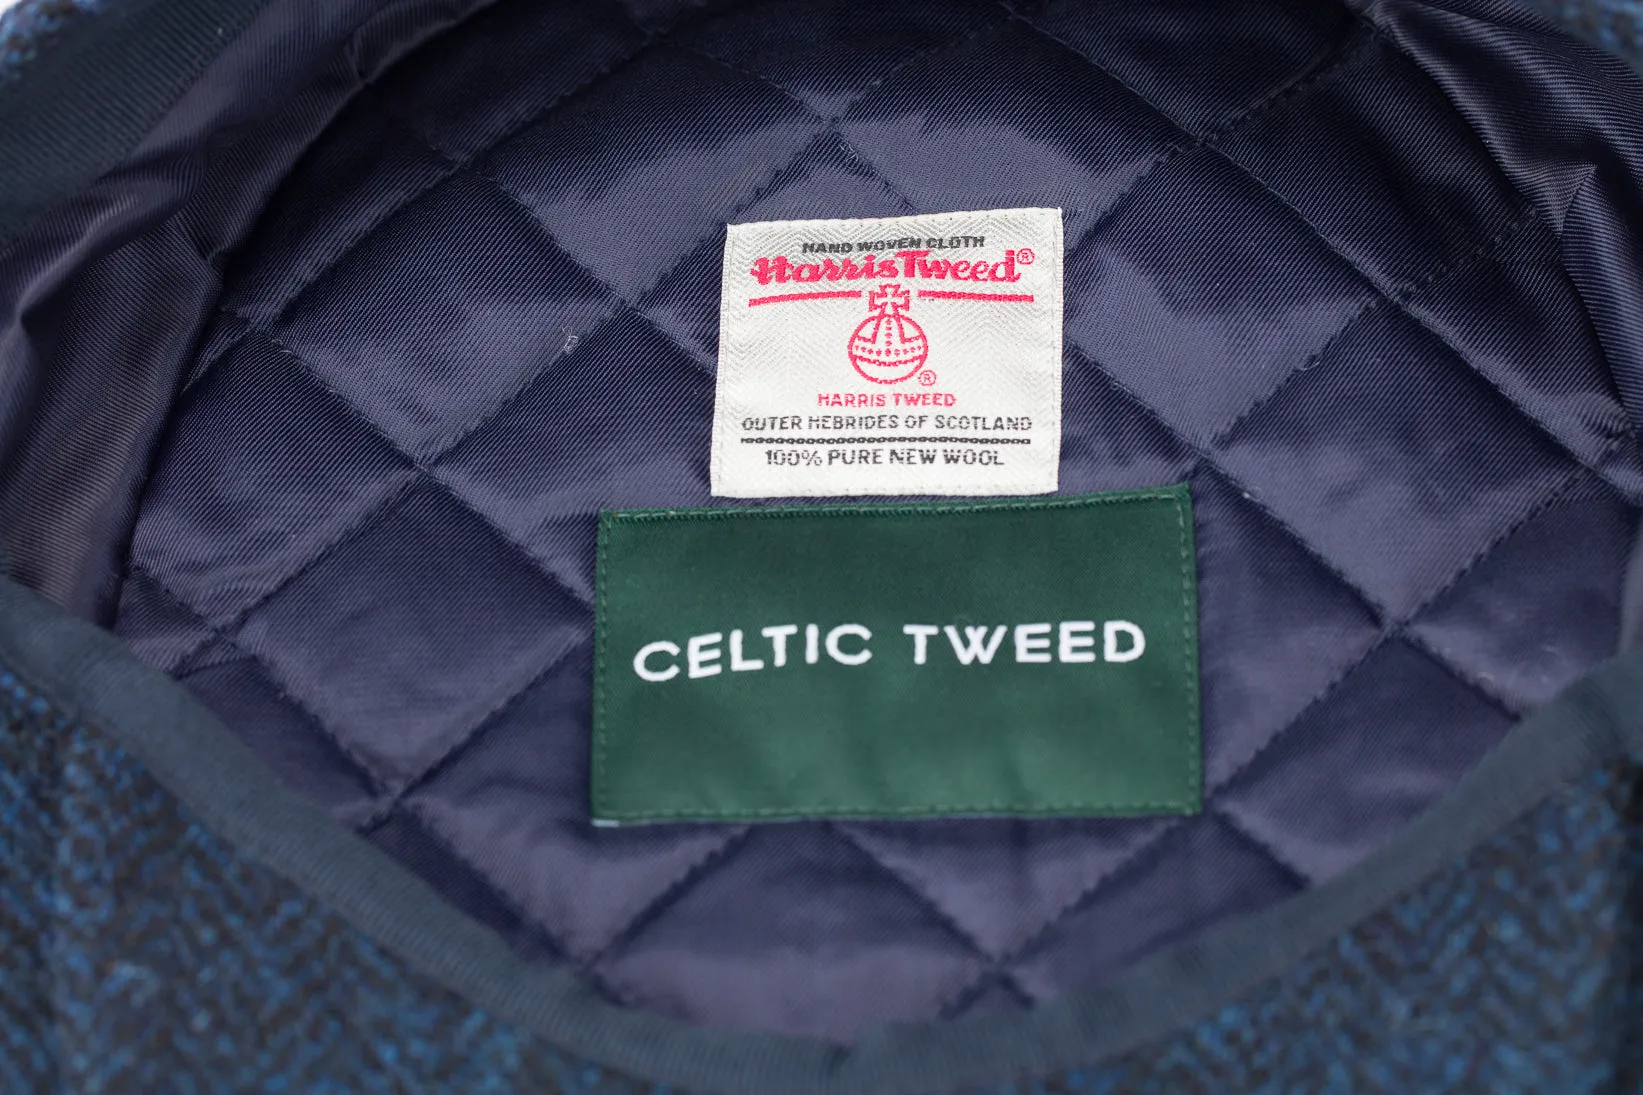 HAND WOVEN CLOTH
Harris Tweed®
®
HARRIS TWEED
OUTER HEBRIDES OF SCOTLAND
100% PURE NEW WOOL
CELTIC TWEED